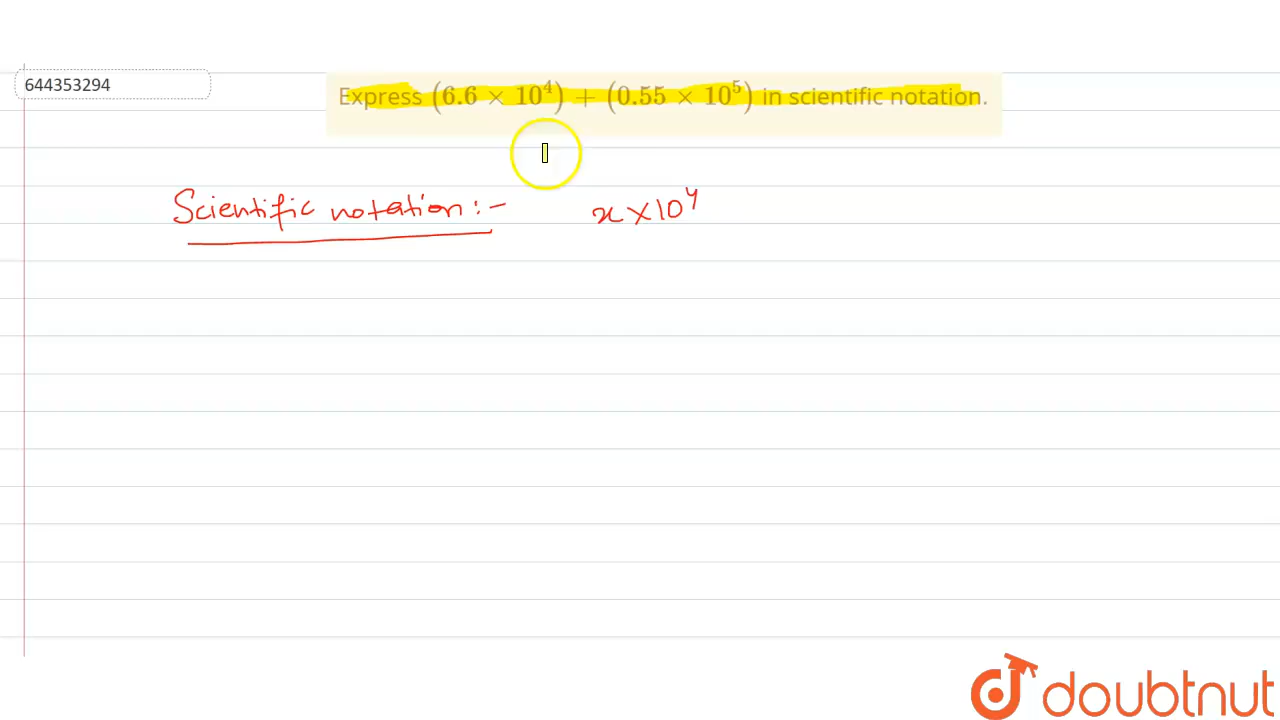 644353294
Express (6.6 × 10⁴) + (0.55 × 10⁵) in scientific notation.
Scientific notation :- x×10ʸ
doubtnut